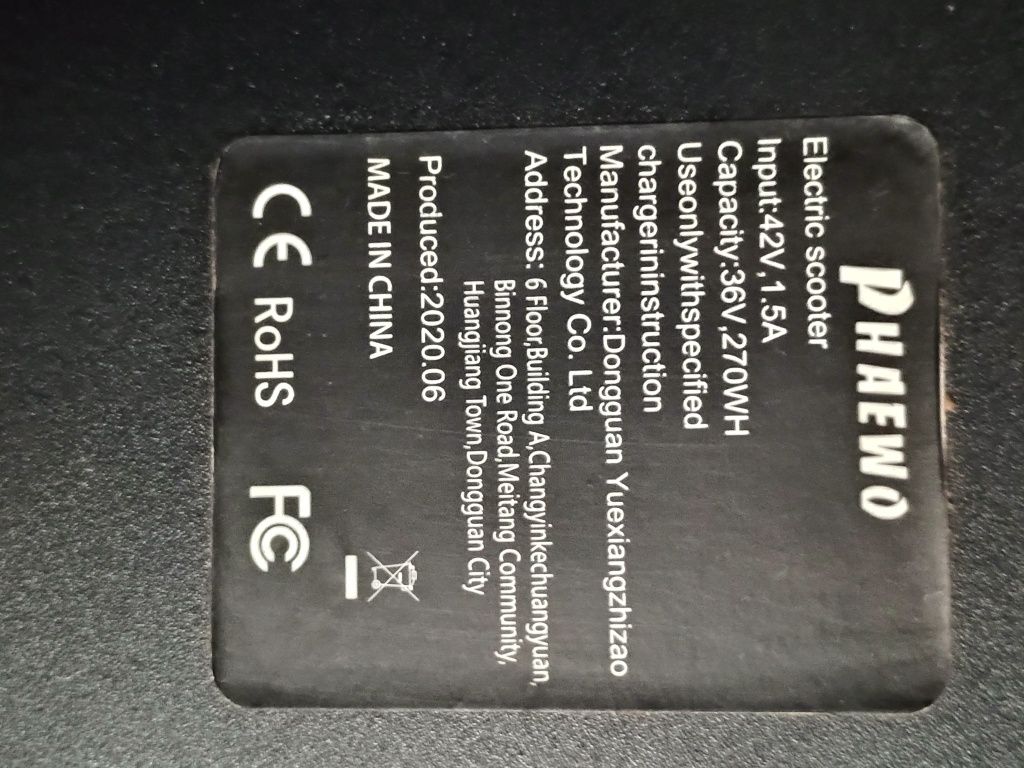 PHAEWO
Electric scooter
Input:42V,1.5A
Capacity:36V,270WH
Useonlywithspecified
chargerininstruction
Manufacturer:Dongguan Yuexiangzhizao
Technology Co. Ltd
Address: 6 Floor,Building A,Changyinkechuangyuan,
Binnong One Road,Meitang Community,
Huangjiang Town,Dongguan City
Produced:2020.06
MADE IN CHINA
CE RoHS FC